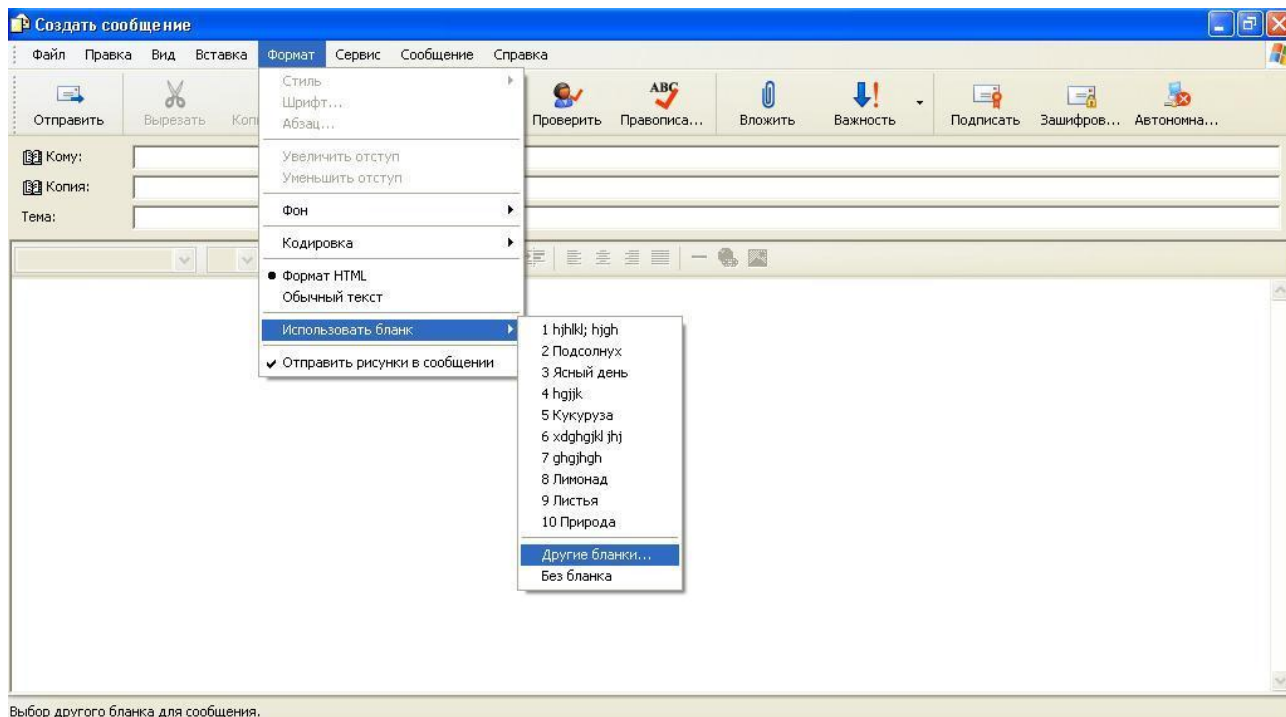 Создать сообщение
Файл Правка Вид Вставка Формат Сервис Сообщение Справка
Отправить Вырезать Проверить Правописа... Вложить Важность Подписать Зашифров... Автономна...
Кому:
Копия:
Тема:
Стиль
Шрифт...
Абзац...
Увеличить отступ
Уменьшить отступ
Фон
Кодировка
Формат HTML
Обычный текст
Использовать бланк
Отправить рисунки в сообщении
1 hjhlkl; hjgh
2 Подсолнух
3 Ясный день
4 hgjjk
5 Кукуруза
6 xdghgjkl jhj
7 ghgjhgh
8 Лимонад
9 Листья
10 Природа
Другие бланки...
Без бланка
Выбор другого бланка для сообщения.